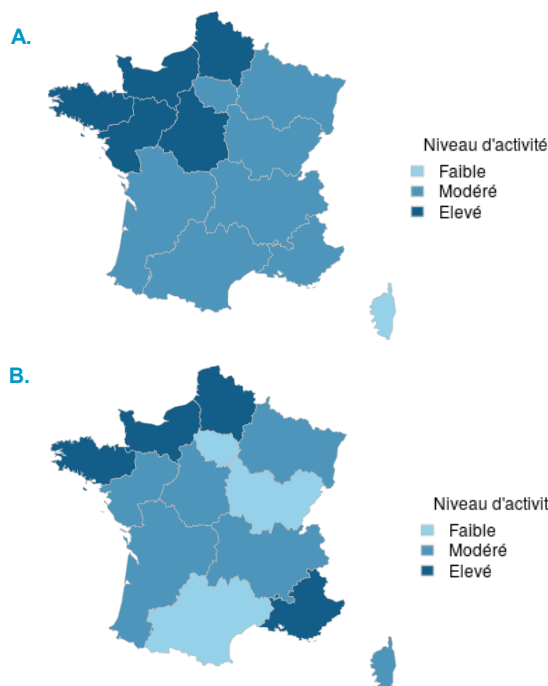 A.
Niveau d'activité
Faible
Modéré
Elevé
B.
Niveau d'activit
Faible
Modéré
Elevé